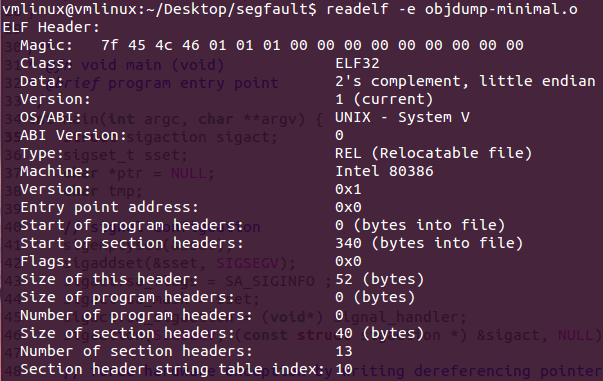 vmlinux@vmlinux:~/Desktop/segfault$ readelf -e objdump-minimal.o
ELF Header:
Magic: 7f 45 4c 46 01 01 01 00 00 00 00 00 00 00 00 00
Class: ELF32
Data: 2's complement, little endian
Version: 1 (current)
OS/ABI: UNIX - System V
ABI Version: 0
Type: REL (Relocatable file)
Machine: Intel 80386
Version: 0x1
Entry point address: 0x0
Start of program headers: 0 (bytes into file)
Start of section headers: 340 (bytes into file)
Flags: 0x0
Size of this header: 52 (bytes)
Size of program headers: 0 (bytes)
Number of program headers: 0
Size of section headers: 40 (bytes)
Number of section headers: 13
Section header string table index: 10